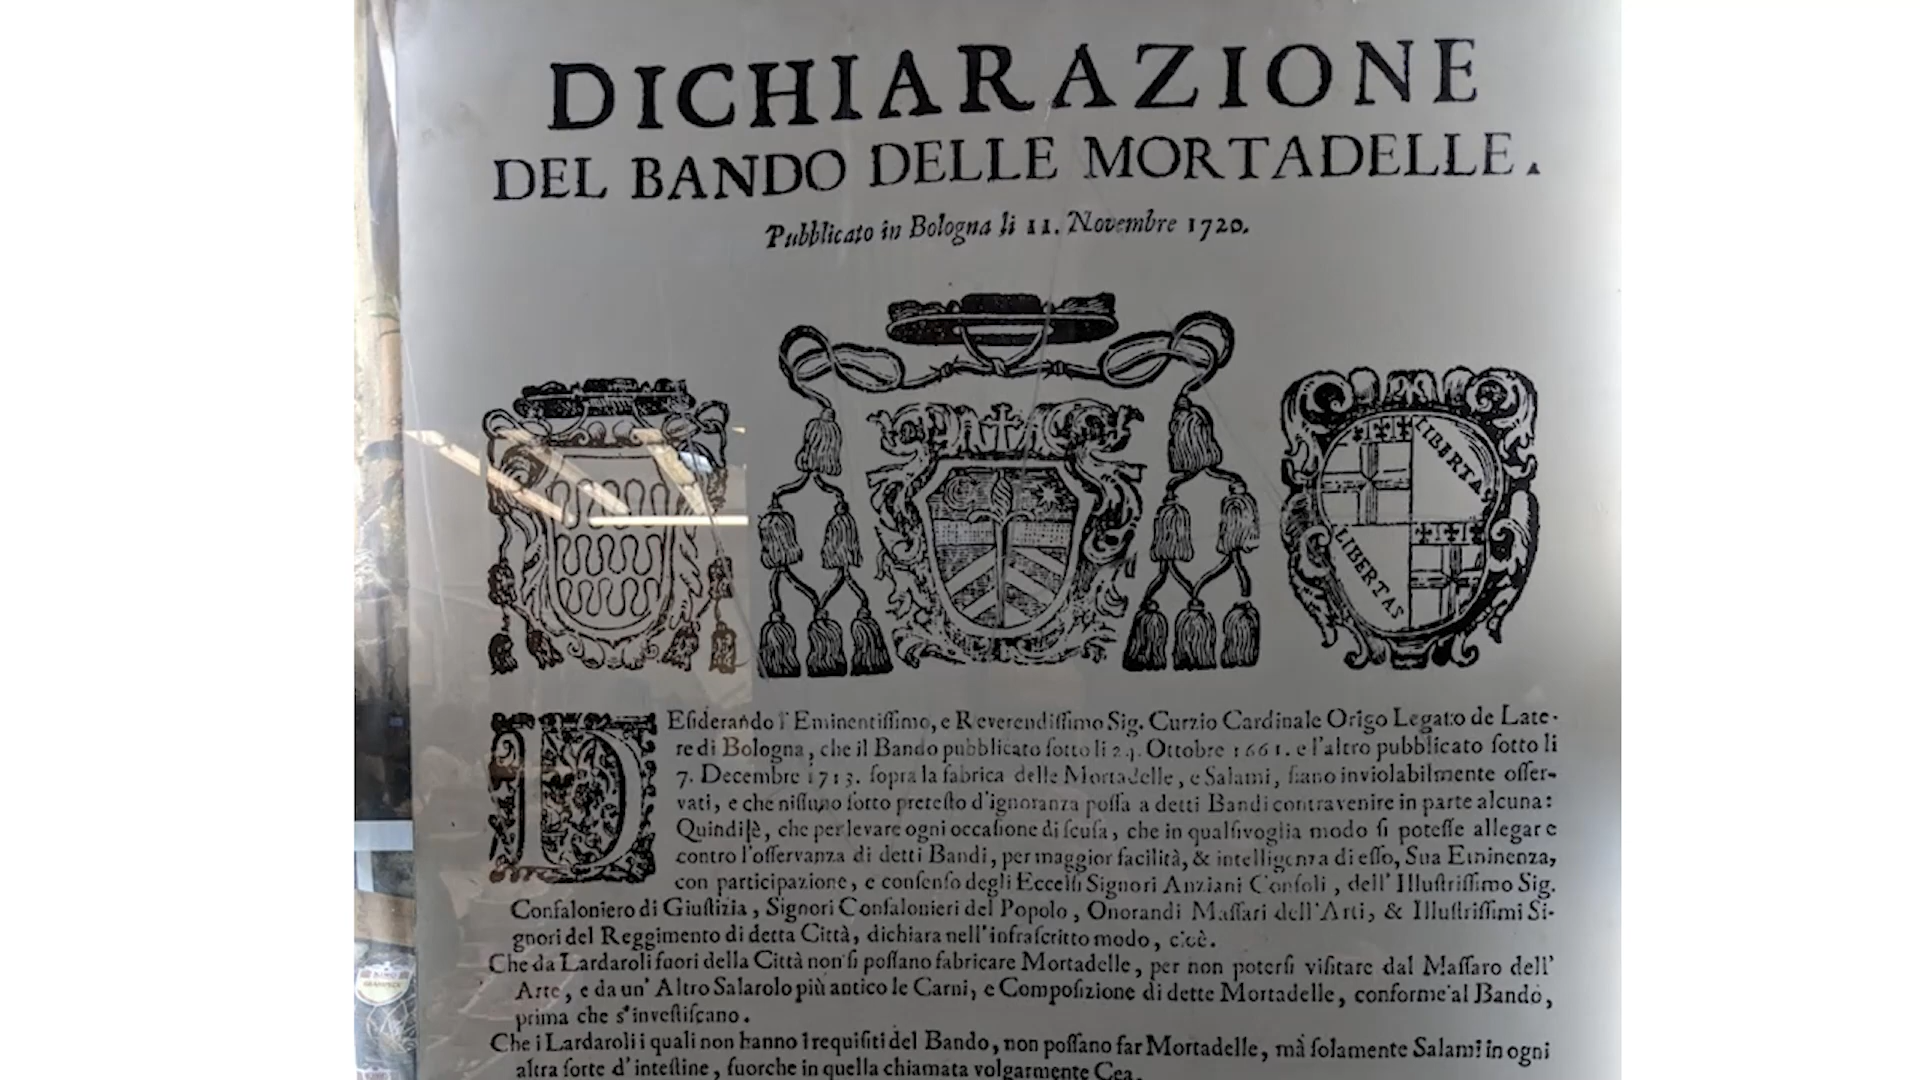 DICHIARAZIONE
DEL BANDO DELLE MORTADELLE.
Pubblicato in Bologna li 11. Novembre 1720.
LIBERTAS
LIBERTAS
DEſiderando l'Eminentiſſimo, e Reverendiſſimo Sig. Curzio Cardinale Origo Legato de Late-
re di Bologna, che il Bando pubblicato ſotto li Ottobre 1661. e l'altro pubblicato ſotto li
7. Decembre 1713. ſopra la fabrica delle Mortadelle, e Salami, ſiano inviolabilmente oſſer-
vati, e che niſſuno ſotto preteſto d'ignoranza poſſa a detti Bandi contravenire in parte alcuna:
Quindi è, che per levare ogni occaſione di ſcuſa, che in qualſivoglia modo ſi poteſſe allegare
contro l'oſſervanza di detti Bandi, per maggior facilità, & intelligenza di eſſo, Sua Eminenza,
con participazione, e conſenſo degli Eccelſi Signori Anziani Conſoli, dell' Illuſtriſſimo Sig.
Confaloniero di Giuſtizia, Signori Confalonieri del Popolo, Onorandi Maſſari dell'Arti, & Illuſtriſſimi Si-
gnori del Reggimento di detta Città, dichiara nell'infraſcritto modo, cioè.
Che da Lardaroli fuori della Città non ſi poſſano fabricare Mortadelle, per non poterſi viſitare dal Maſſaro dell'
Arte, e da un' Altro Salarolo più antico le Carni, e Compoſizione di dette Mortadelle, conforme al Bando,
prima che s'inveſtiſcano.
Che i Lardaroli i quali non hanno i requiſiti del Bando, non poſſano far Mortadelle, mà ſolamente Salami in ogni
altra ſorte d' inteſtine, fuorche in quella chiamata volgarmente Cea.